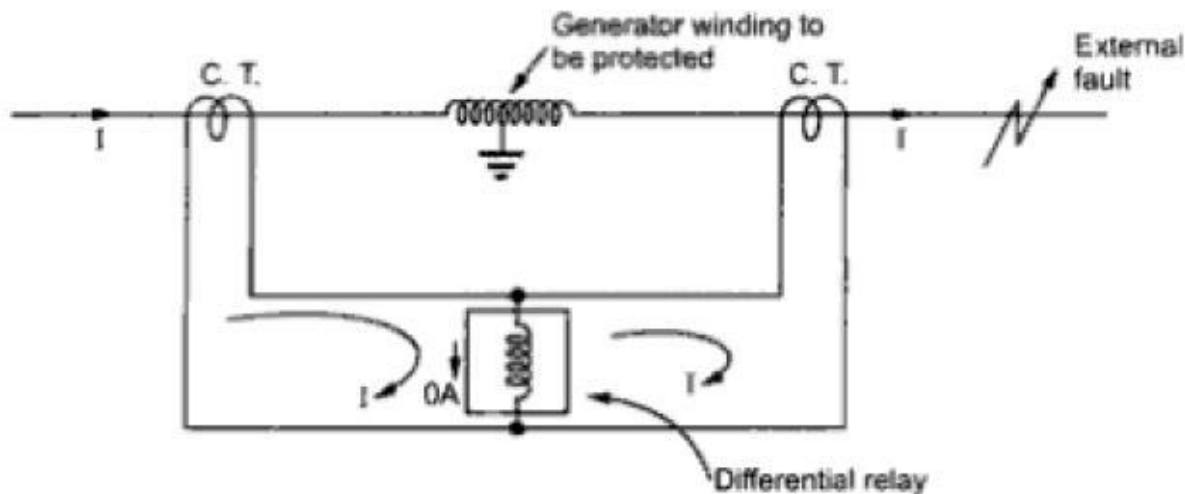 Generator winding to
be protected
External
fault
C. T.
C. T.
I
I
I
0A
I
Differential relay